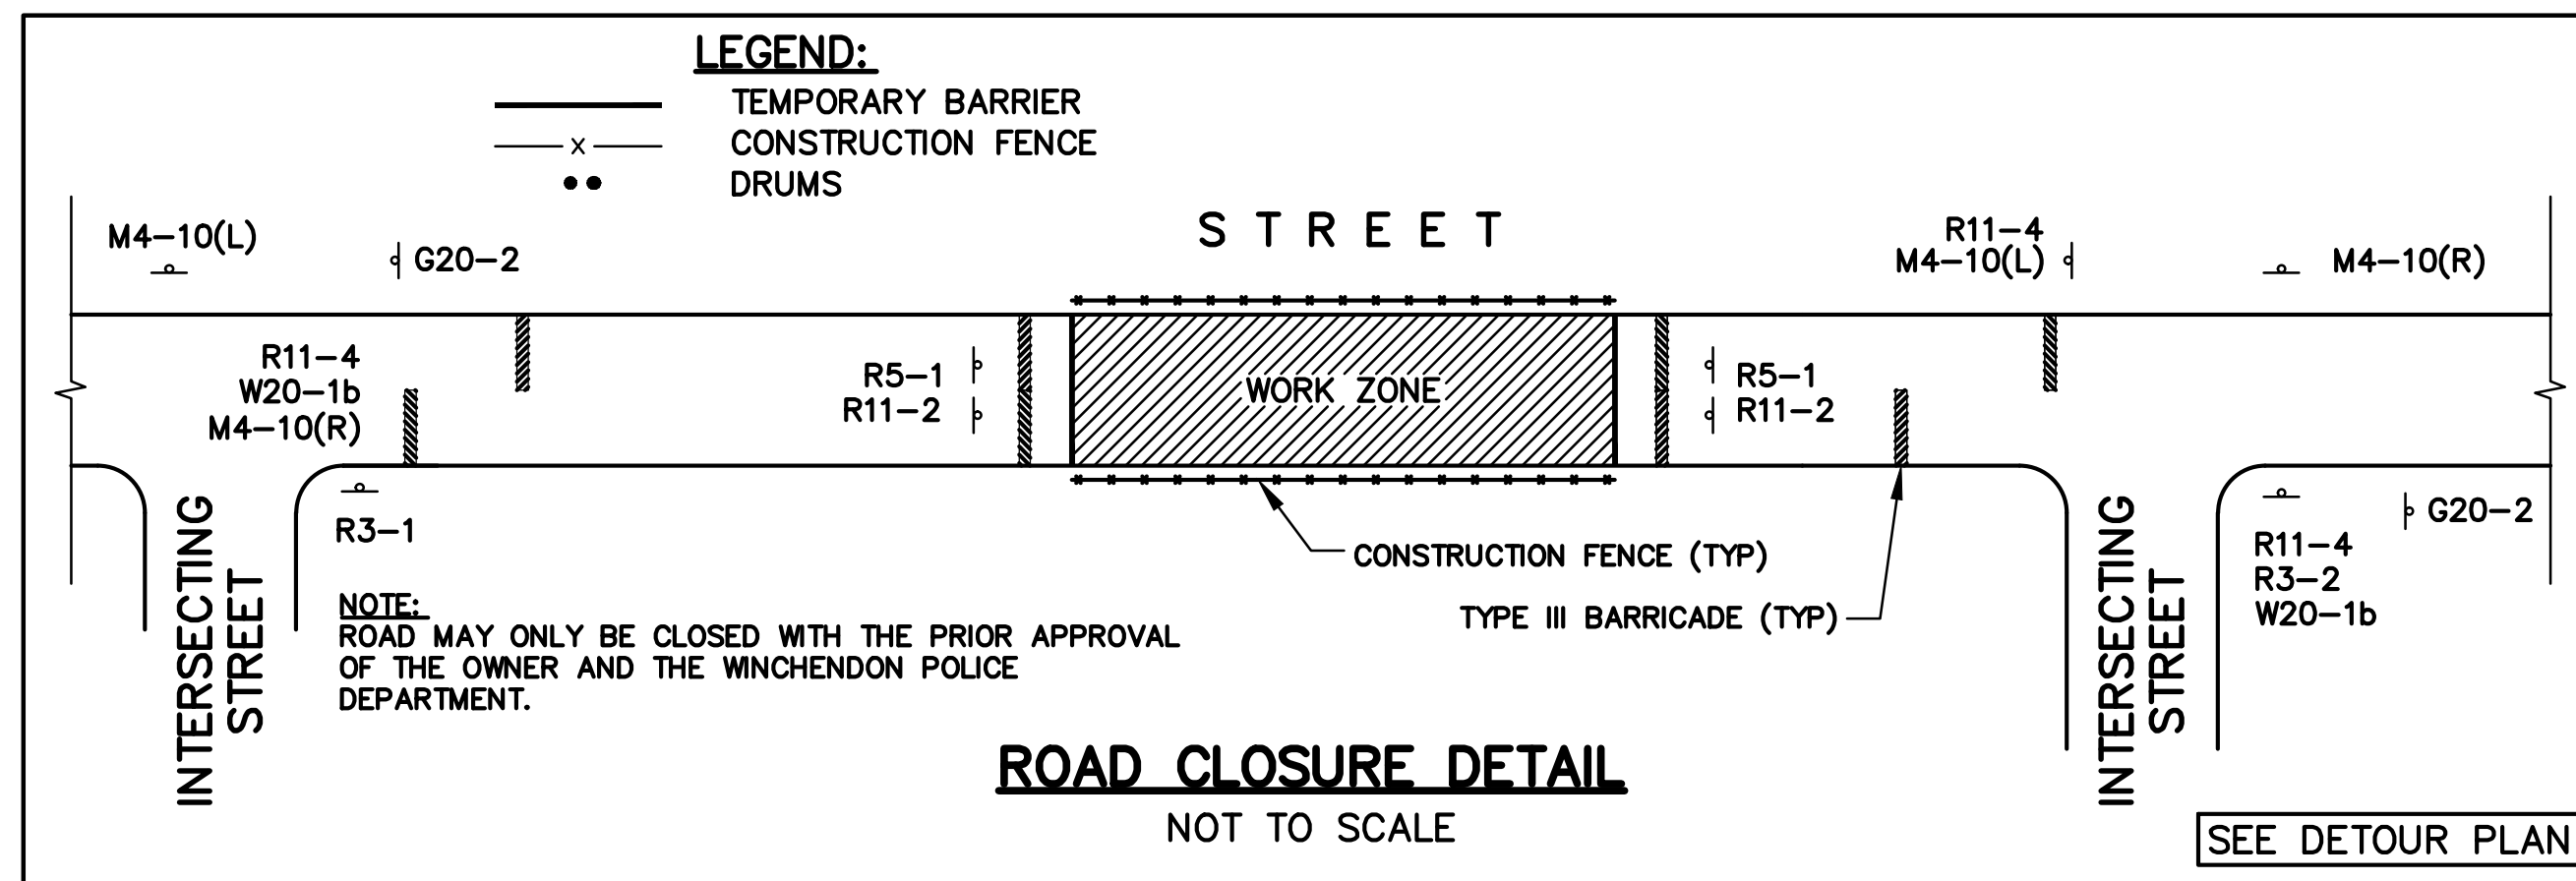 LEGEND:
TEMPORARY BARRIER
x
CONSTRUCTION FENCE
DRUMS
STREET
M4-10(L)
G20-2
R11-4
M4-10(L)
M4-10(R)
R11-4
W20-1b
M4-10(R)
R5-1
R11-2
WORK ZONE
R5-1
R11-2
R3-1
CONSTRUCTION FENCE (TYP)
TYPE III BARRICADE (TYP)
G20-2
R11-4
R3-2
W20-1b
INTERSECTING
STREET
INTERSECTING
STREET
NOTE:
ROAD MAY ONLY BE CLOSED WITH THE PRIOR APPROVAL
OF THE OWNER AND THE WINCHENDON POLICE
DEPARTMENT.
ROAD CLOSURE DETAIL
NOT TO SCALE
SEE DETOUR PLAN